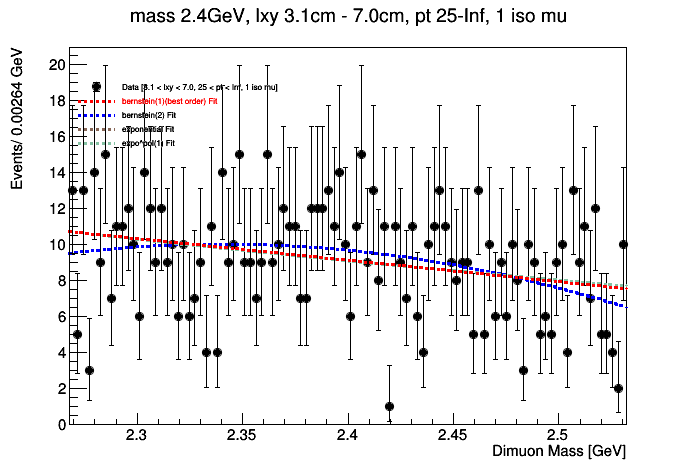 mass 2.4GeV, lxy 3.1cm - 7.0cm, pt 25-Inf, 1 iso mu
Events/ 0.00264 GeV
20
18
16
14
12
10
8
6
4
2
0
Data [3.1 < lxy < 7.0, 25 < pt < Inf, 1 iso mu]
bernstein(1)(best order) Fit
bernstein(2) Fit
exponential Fit
expo*pol(1) Fit
2.3
2.35
2.4
2.45
2.5
Dimuon Mass [GeV]